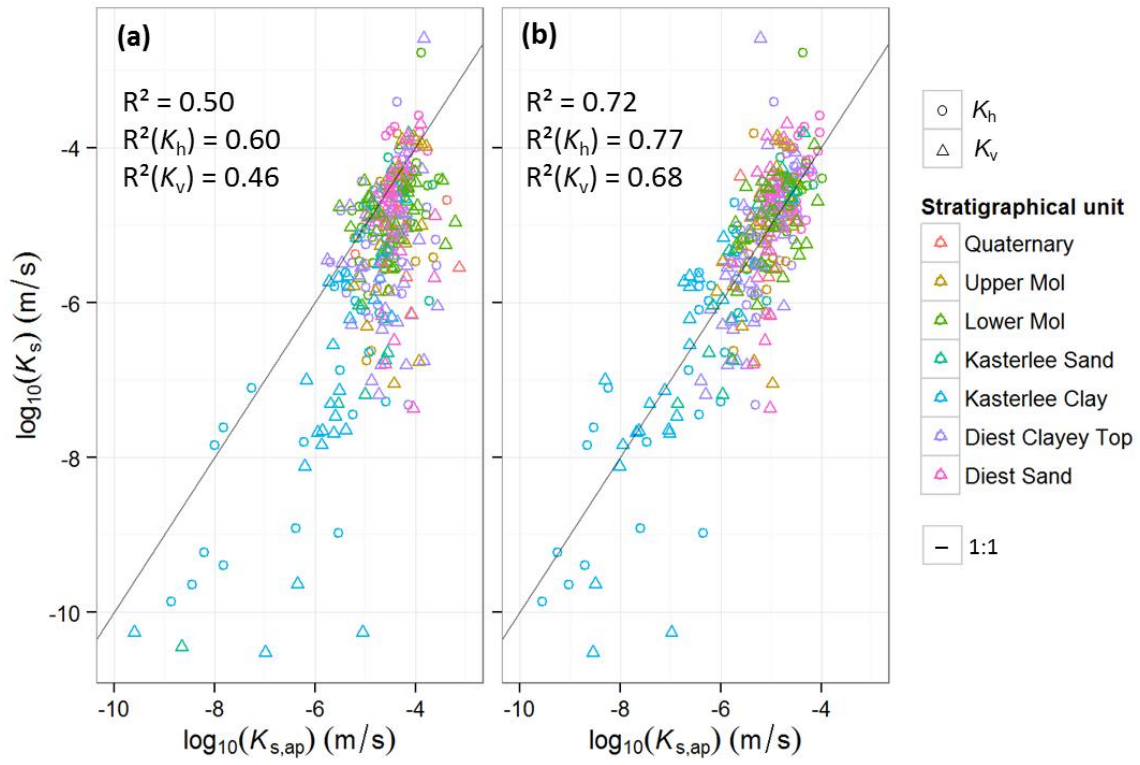 (a)
R² = 0.50
R²(Kh) = 0.60
R²(Kv) = 0.46
(b)
R² = 0.72
R²(Kh) = 0.77
R²(Kv) = 0.68
-4
-6
-8
-10
log10(Ks) (m/s)
-10 -8 -6 -4
-10 -8 -6 -4
log10(Ks,ap) (m/s)
log10(Ks,ap) (m/s)
Kh
Kv
Stratigraphical unit
Quaternary
Upper Mol
Lower Mol
Kasterlee Sand
Kasterlee Clay
Diest Clayey Top
Diest Sand
1:1